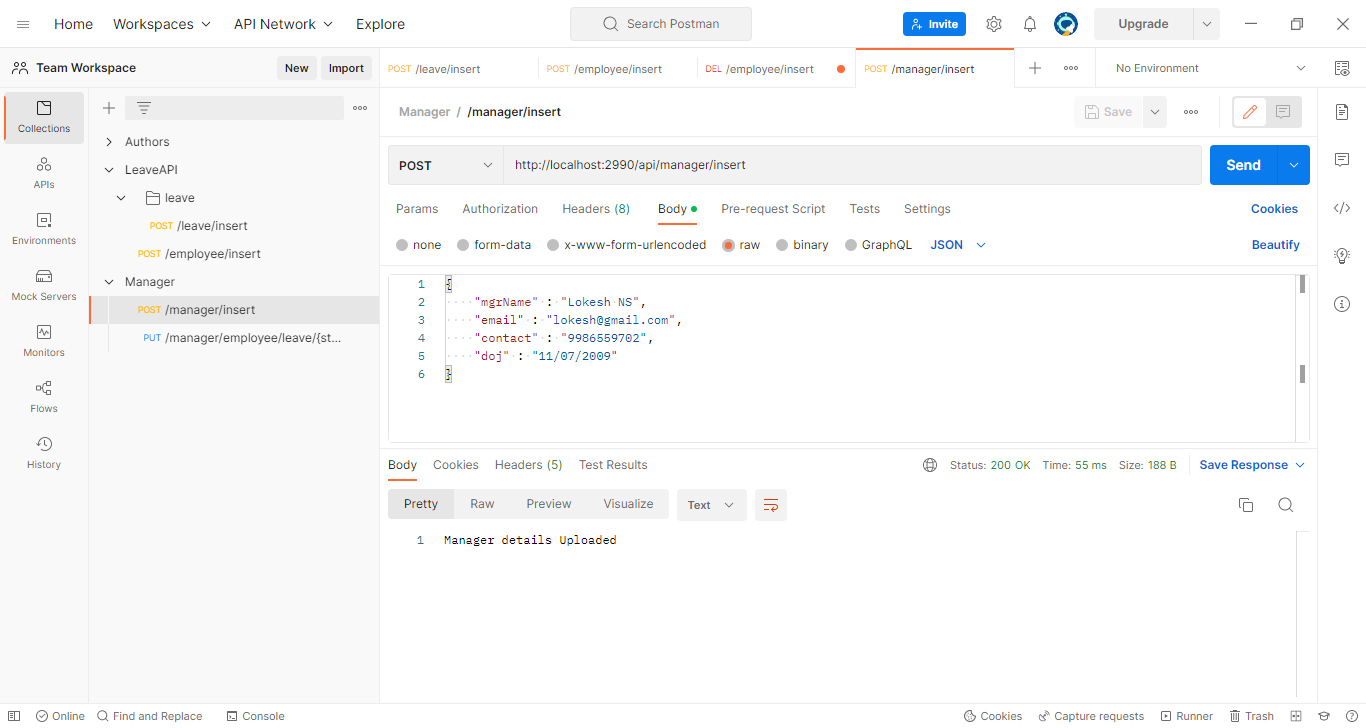 Home Workspaces API Network Explore Search Postman Invite Upgrade
Team Workspace New Import POST /leave/insert POST /employee/insert DEL /employee/insert POST /manager/insert No Environment
Collections
APIs
Environments
Mock Servers
Monitors
Flows
History
Authors
LeaveAPI
leave
POST /leave/insert
POST /employee/insert
Manager
POST /manager/insert
PUT /manager/employee/leave/{st...
Manager / /manager/insert Save
POST http://localhost:2990/api/manager/insert Send
Params Authorization Headers (8) Body Pre-request Script Tests Settings Cookies
none form-data x-www-form-urlencoded raw binary GraphQL JSON Beautify
1 {
2 "mgrName" : "Lokesh NS",
3 "email" : "lokesh@gmail.com",
4 "contact" : "9986559702",
5 "doj" : "11/07/2009"
6 }
Body Cookies Headers (5) Test Results Status: 200 OK Time: 55 ms Size: 188 B Save Response
Pretty Raw Preview Visualize Text
1 Manager details Uploaded
Online Find and Replace Console Cookies Capture requests Runner Trash